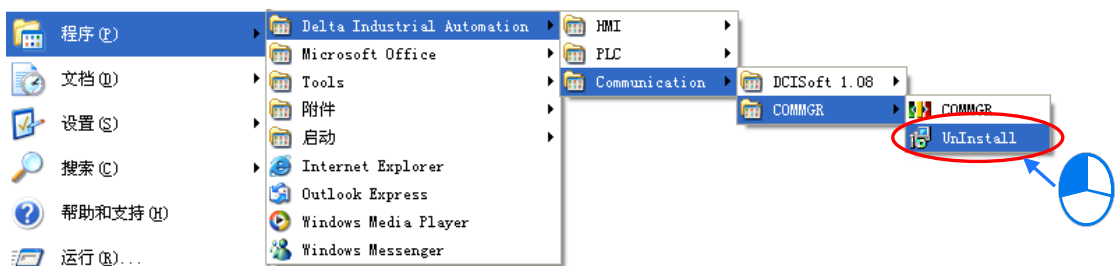 程序(P)
文档(D)
设置(S)
搜索(C)
帮助和支持(H)
运行(R)...
Delta Industrial Automation
Microsoft Office
Tools
附件
启动
Internet Explorer
Outlook Express
Windows Media Player
Windows Messenger
HMI
PLC
Communication
DCISoft 1.08
COMMGR
COMMGR
UnInstall